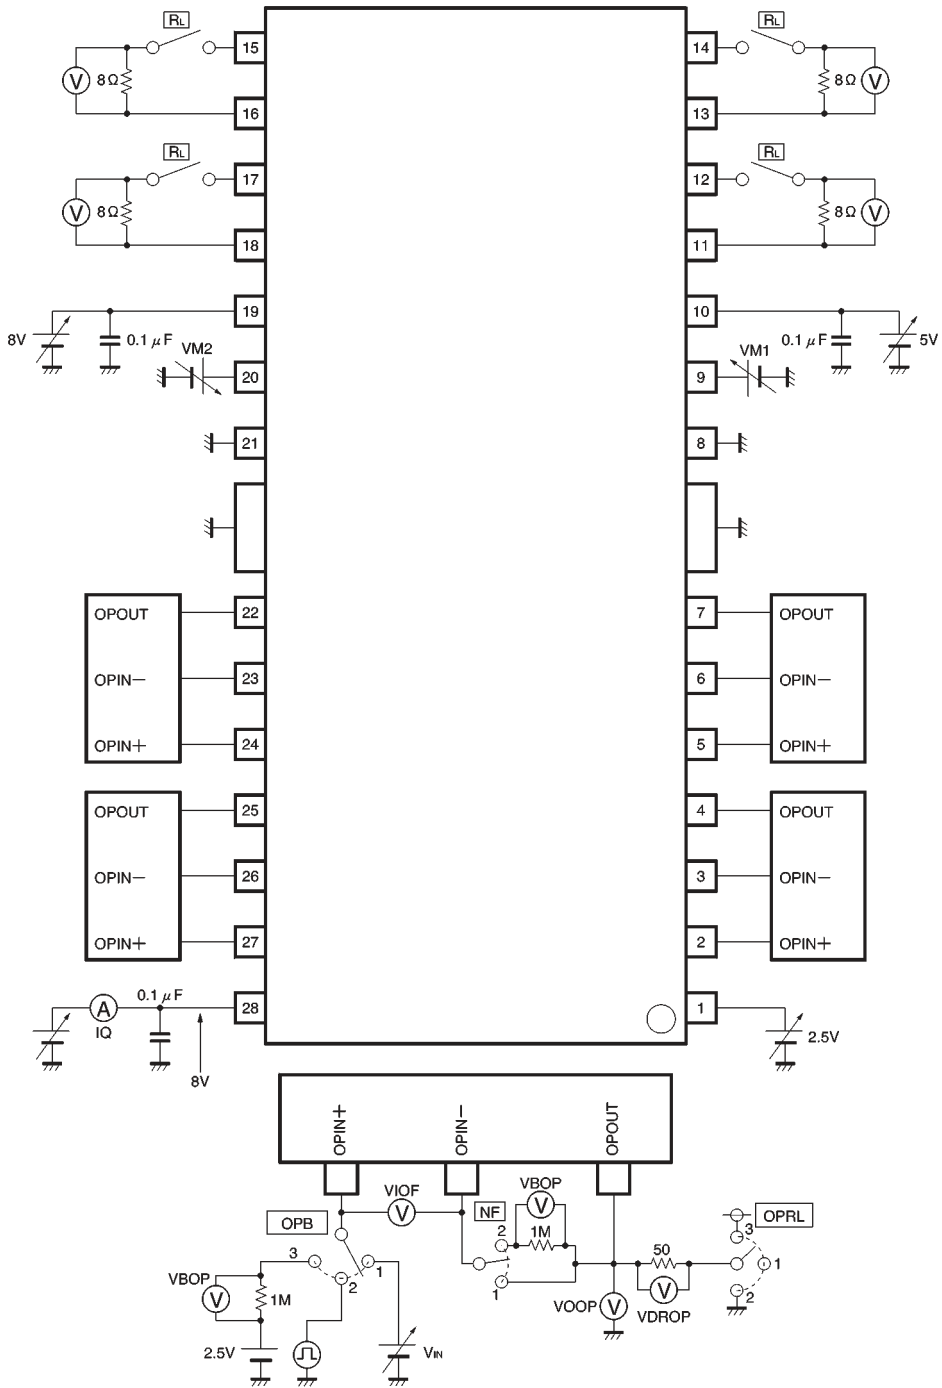 RL
15
14
RL
V
8Ω
8Ω
V
16
13
RL
17
12
RL
V
8Ω
8Ω
V
18
11
19
10
8V
0.1 μF
0.1 μF
5V
VM2
20
9
VM1
21
8
OPOUT
22
7
OPOUT
OPIN−
23
6
OPIN−
OPIN+
24
5
OPIN+
OPOUT
25
4
OPOUT
OPIN−
26
3
OPIN−
OPIN+
27
2
OPIN+
A
IQ
0.1 μF
28
1
2.5V
8V
OPIN+
OPIN−
OPOUT
VIOF
V
OPB
NF
VBOP
V
1M
2
1
OPRL
3
1
2
50
V
VDROP
VOOP
V
3
2
1
VBOP
V
1M
2.5V
VIN